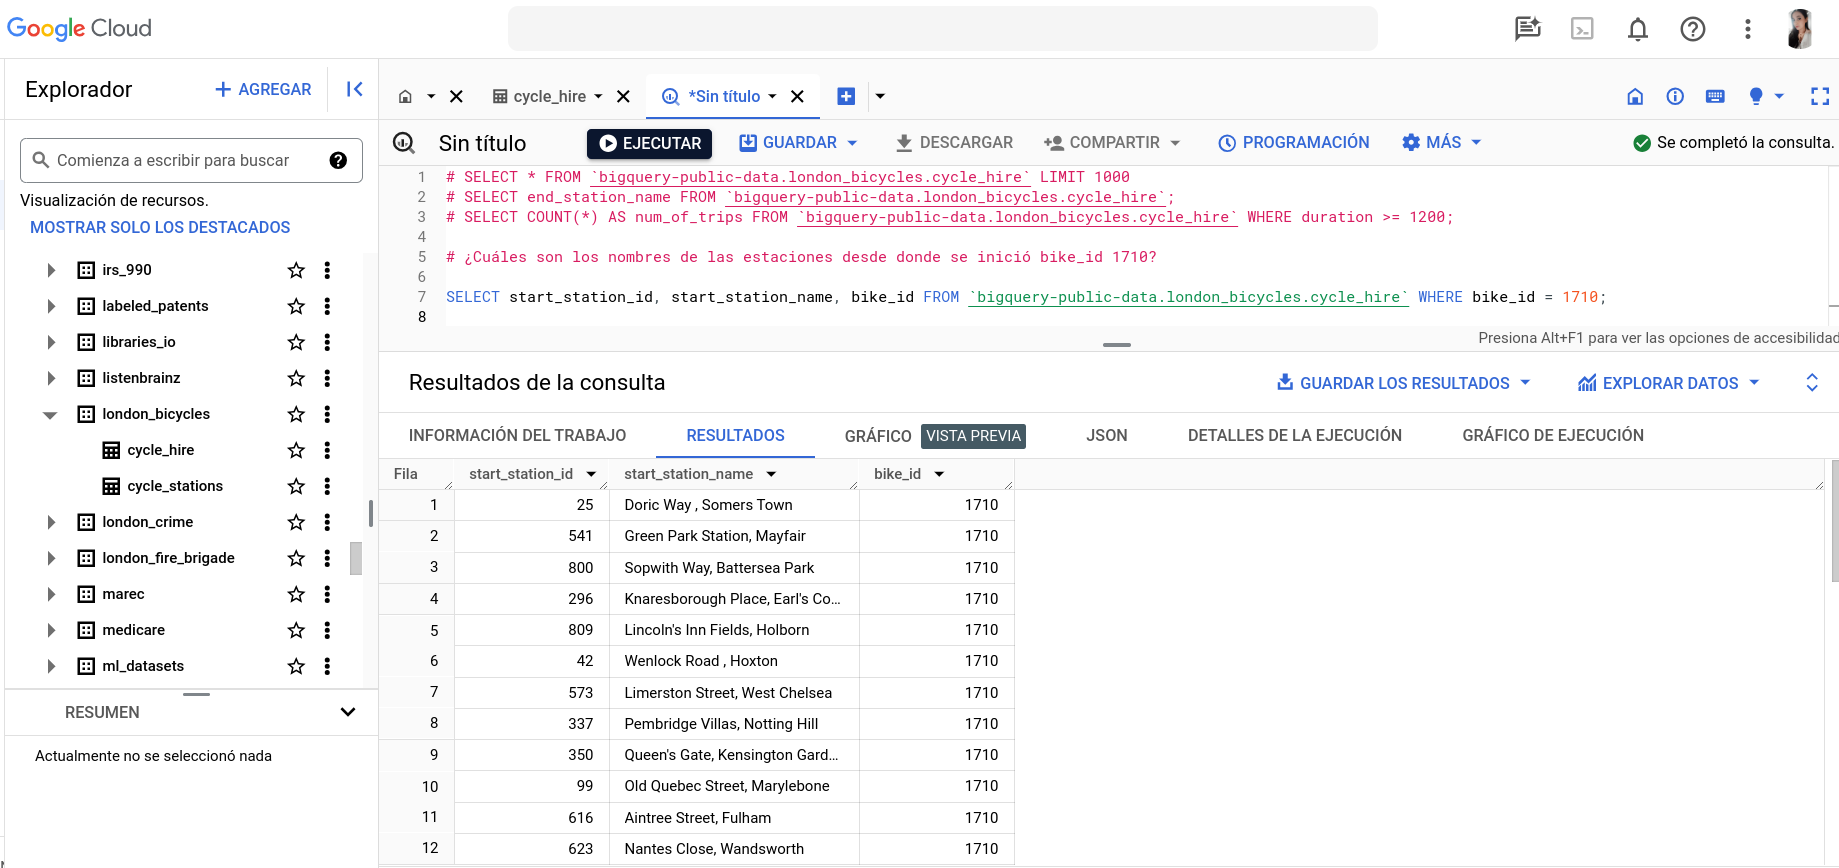 Google Cloud
Explorador
AGREGAR
Comienza a escribir para buscar
Visualización de recursos.
MOSTRAR SOLO LOS DESTACADOS
irs_990
labeled_patents
libraries_io
listenbrainz
london_bicycles
cycle_hire
cycle_stations
london_crime
london_fire_brigade
marec
medicare
ml_datasets
RESUMEN
Actualmente no se seleccionó nada
cycle_hire
*Sin título
Sin título
EJECUTAR
GUARDAR
DESCARGAR
COMPARTIR
PROGRAMACIÓN
MÁS
Se completó la consulta.
1 # SELECT * FROM `bigquery-public-data.london_bicycles.cycle_hire` LIMIT 1000
2 # SELECT end_station_name FROM `bigquery-public-data.london_bicycles.cycle_hire`;
3 # SELECT COUNT(*) AS num_of_trips FROM `bigquery-public-data.london_bicycles.cycle_hire` WHERE duration >= 1200;
4
5 # ¿Cuáles son los nombres de las estaciones desde donde se inició bike_id 1710?
6
7 SELECT start_station_id, start_station_name, bike_id FROM `bigquery-public-data.london_bicycles.cycle_hire` WHERE bike_id = 1710;
8
Presiona Alt+F1 para ver las opciones de accesibilidad
Resultados de la consulta
GUARDAR LOS RESULTADOS
EXPLORAR DATOS
INFORMACIÓN DEL TRABAJO
RESULTADOS
GRÁFICO VISTA PREVIA
JSON
DETALLES DE LA EJECUCIÓN
GRÁFICO DE EJECUCIÓN
Fila start_station_id start_station_name bike_id
1 25 Doric Way , Somers Town 1710
2 541 Green Park Station, Mayfair 1710
3 800 Sopwith Way, Battersea Park 1710
4 296 Knaresborough Place, Earl's Co... 1710
5 809 Lincoln's Inn Fields, Holborn 1710
6 42 Wenlock Road , Hoxton 1710
7 573 Limerston Street, West Chelsea 1710
8 337 Pembridge Villas, Notting Hill 1710
9 350 Queen's Gate, Kensington Gard... 1710
10 99 Old Quebec Street, Marylebone 1710
11 616 Aintree Street, Fulham 1710
12 623 Nantes Close, Wandsworth 1710